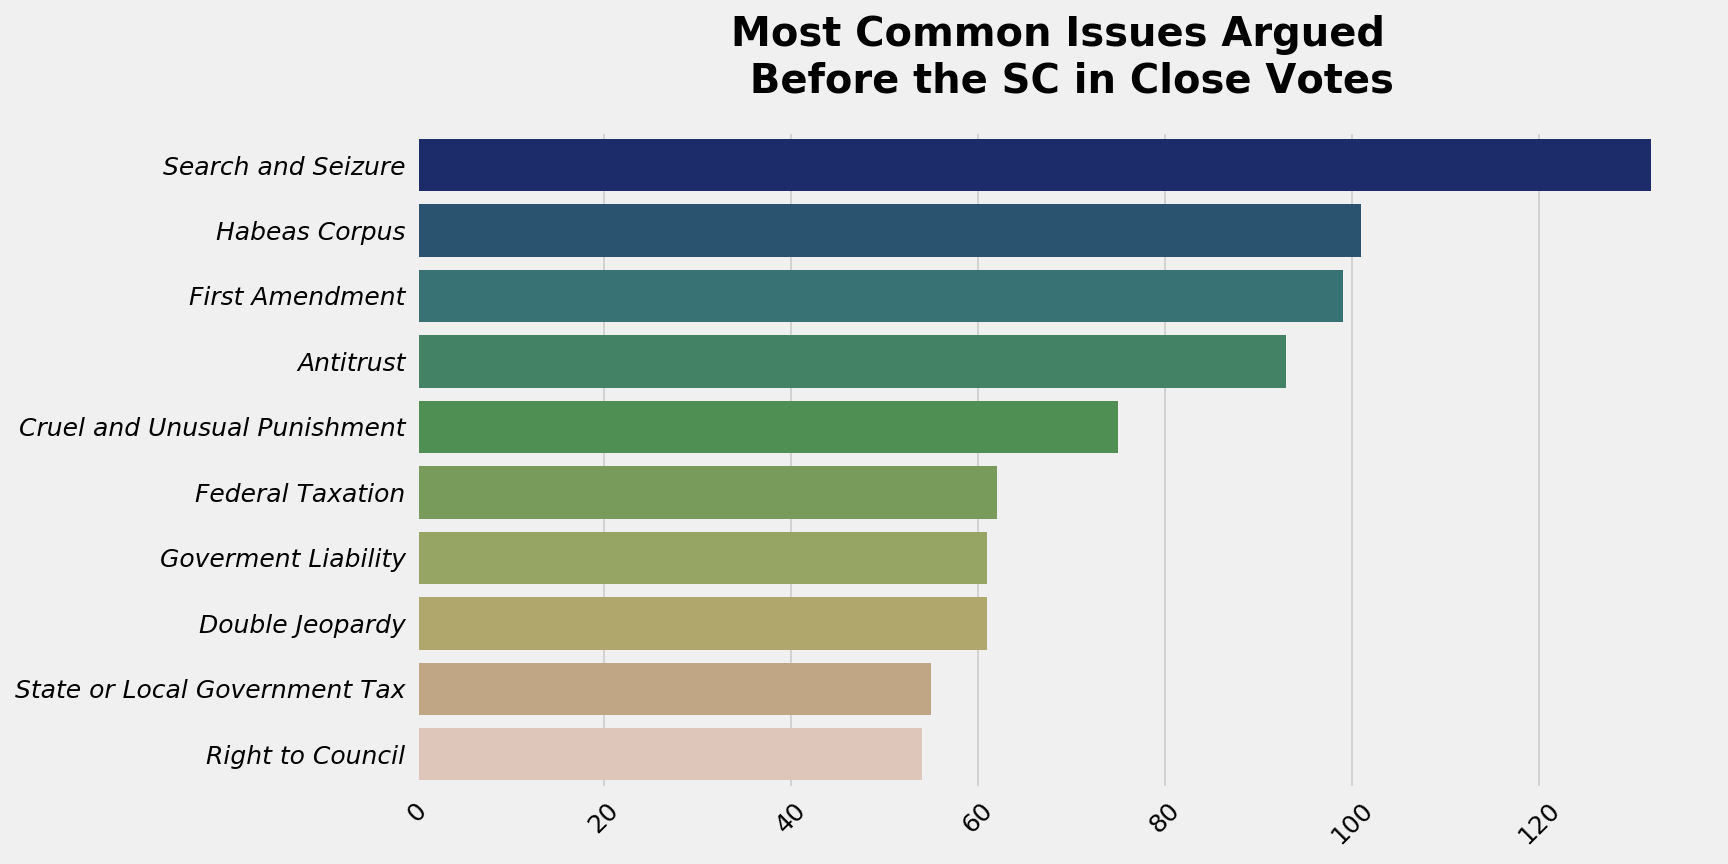 Most Common Issues Argued
Before the SC in Close Votes
Search and Seizure
Habeas Corpus
First Amendment
Antitrust
Cruel and Unusual Punishment
Federal Taxation
Goverment Liability
Double Jeopardy
State or Local Government Tax
Right to Council
0
20
40
60
80
100
120